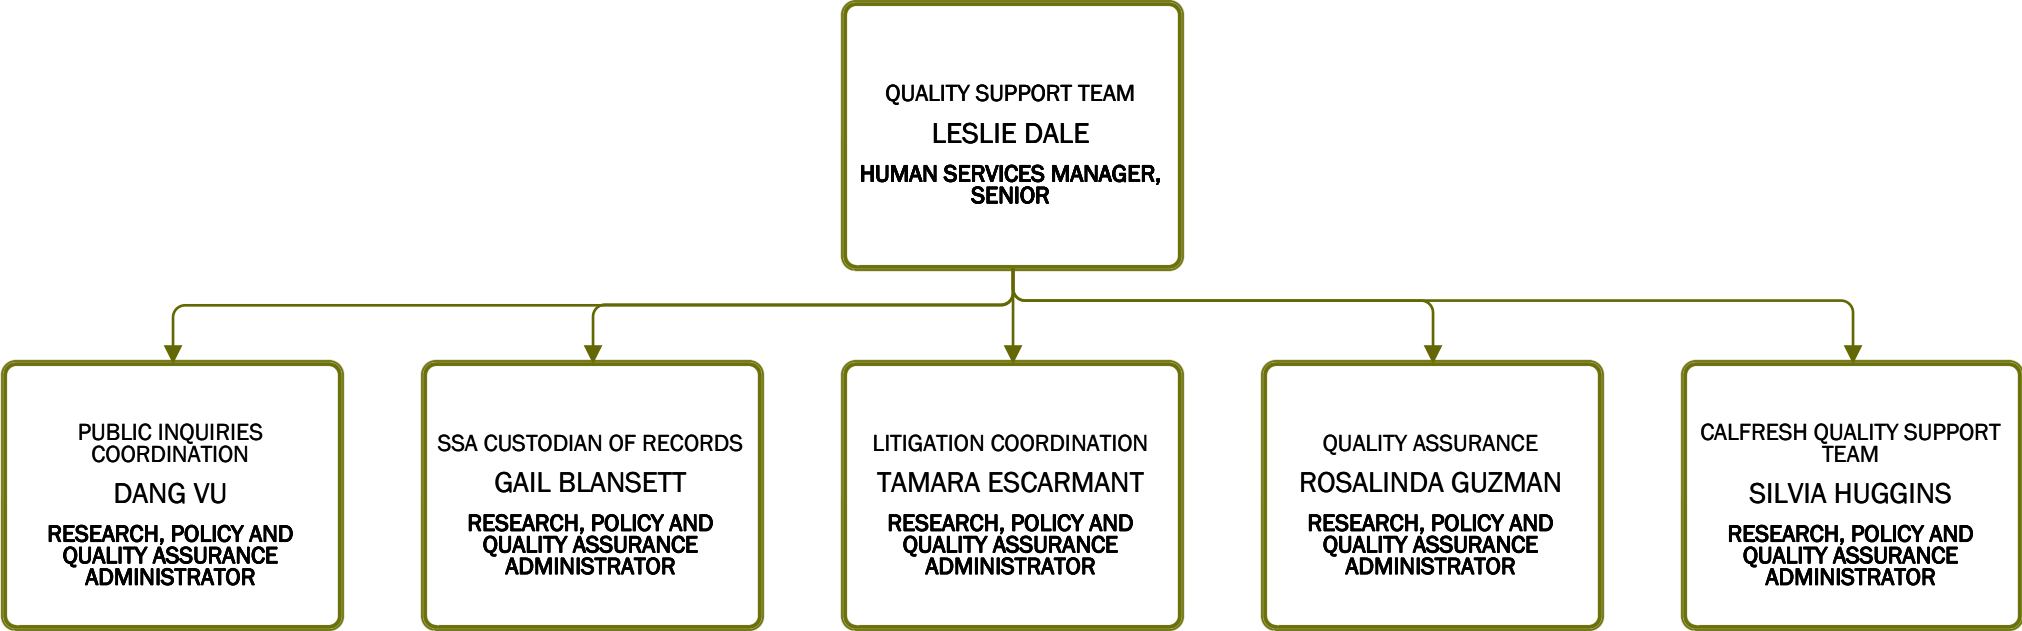 QUALITY SUPPORT TEAM
LESLIE DALE
HUMAN SERVICES MANAGER,
SENIOR
PUBLIC INQUIRIES
COORDINATION
DANG VU
RESEARCH, POLICY AND
QUALITY ASSURANCE
ADMINISTRATOR
SSA CUSTODIAN OF RECORDS
GAIL BLANSETT
RESEARCH, POLICY AND
QUALITY ASSURANCE
ADMINISTRATOR
LITIGATION COORDINATION
TAMARA ESCARMANT
RESEARCH, POLICY AND
QUALITY ASSURANCE
ADMINISTRATOR
QUALITY ASSURANCE
ROSALINDA GUZMAN
RESEARCH, POLICY AND
QUALITY ASSURANCE
ADMINISTRATOR
CALFRESH QUALITY SUPPORT
TEAM
SILVIA HUGGINS
RESEARCH, POLICY AND
QUALITY ASSURANCE
ADMINISTRATOR